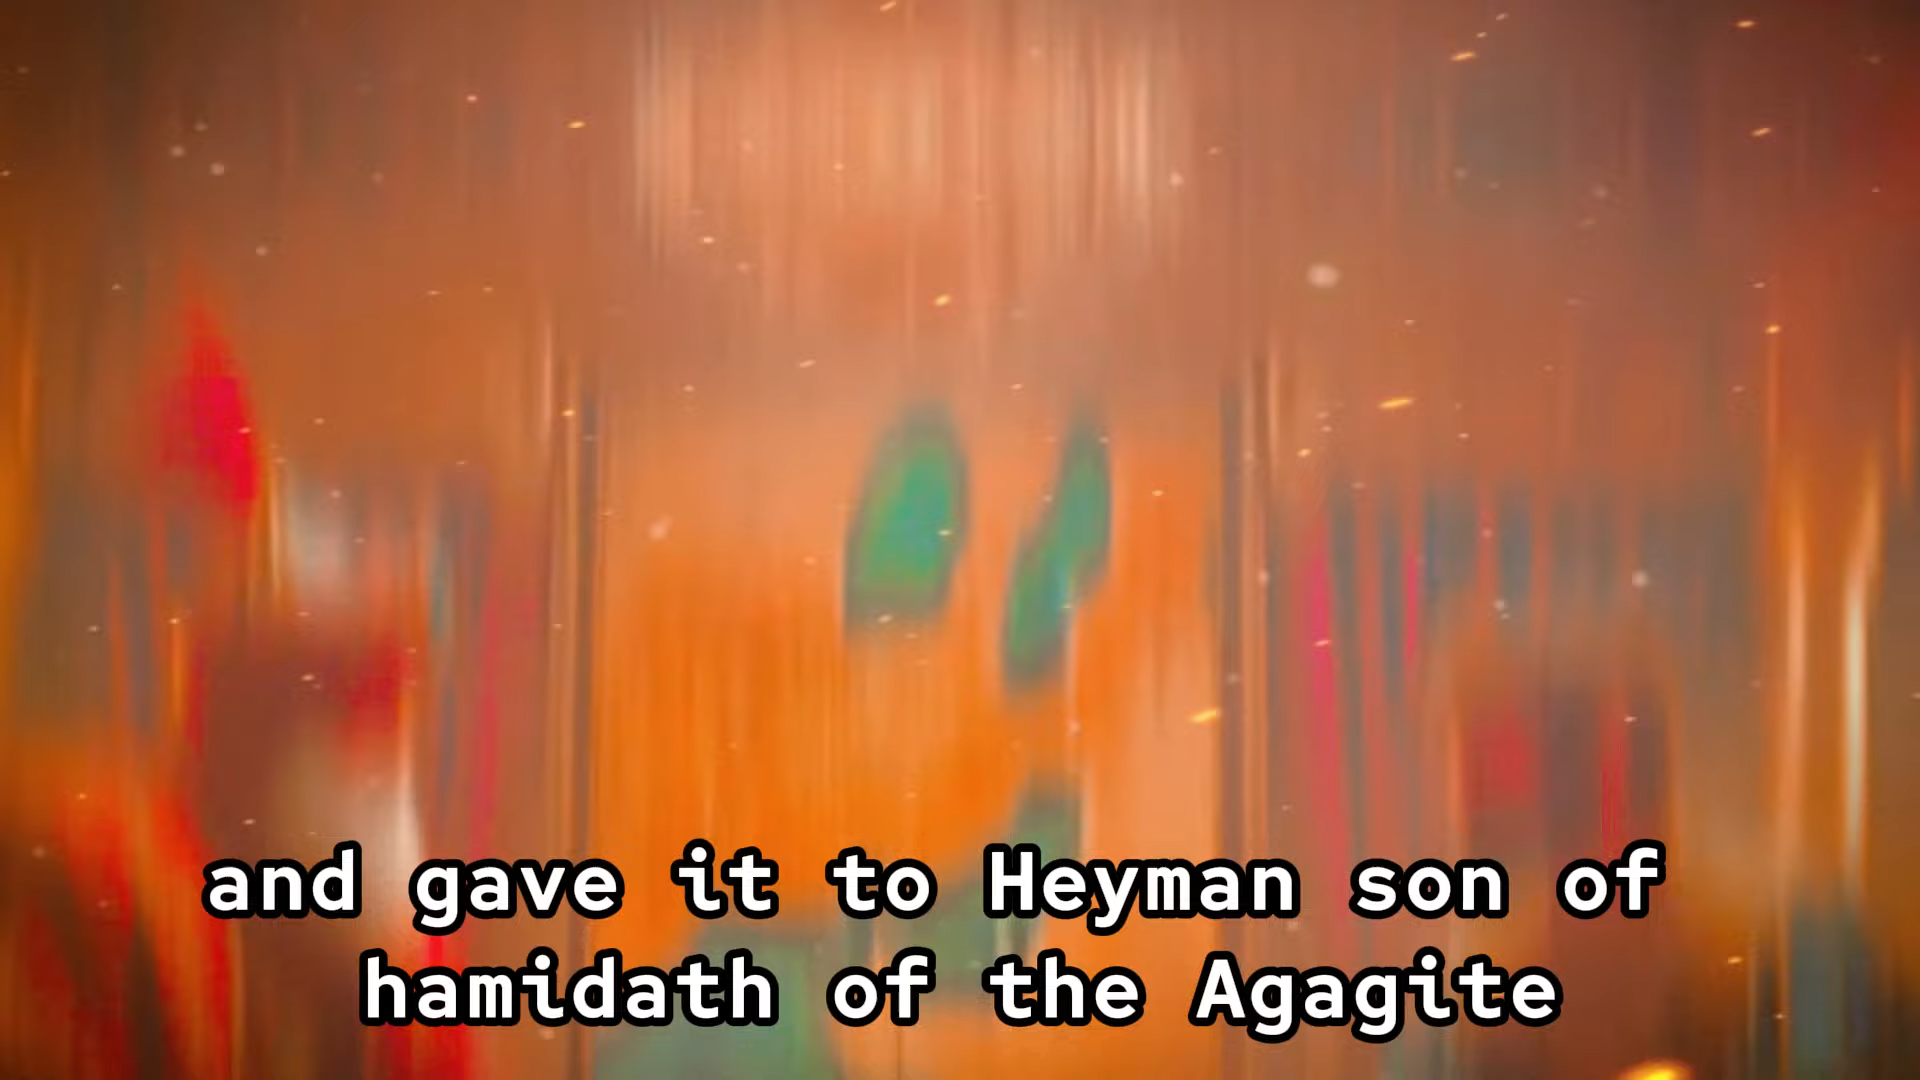 and gave it to Heyman son of
hamidath of the Agagite